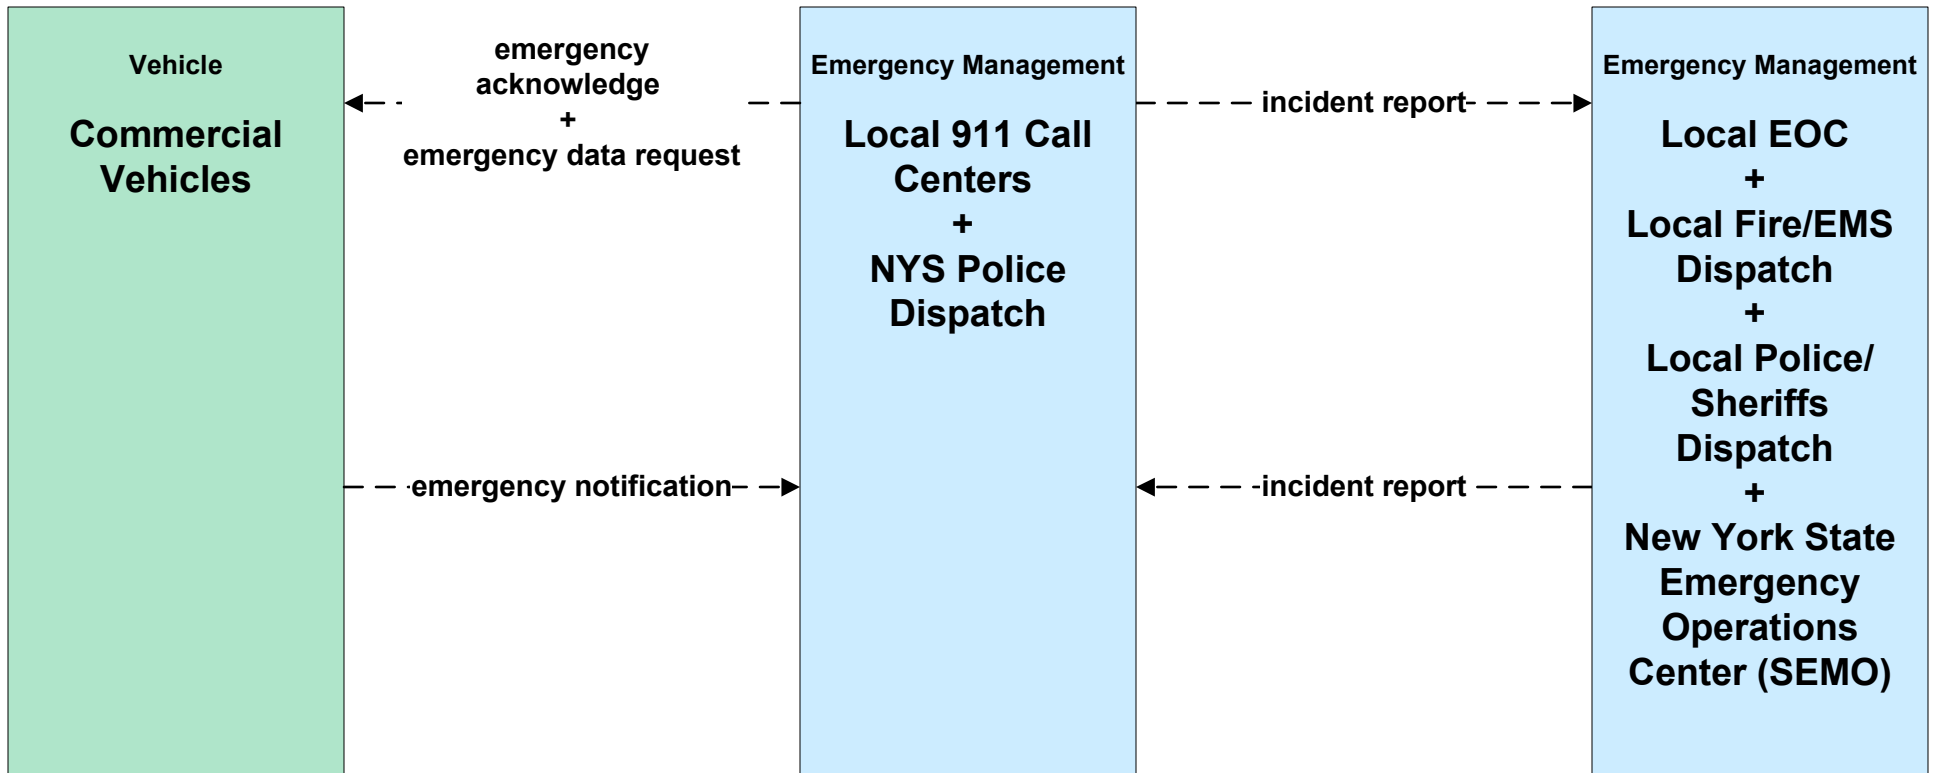 Vehicle
Commercial
Vehicles
emergency
acknowledge
+
emergency data request
emergency notification
Emergency Management
Local 911 Call
Centers
+
NYS Police
Dispatch
incident report
incident report
Emergency Management
Local EOC
+
Local Fire/EMS
Dispatch
+
Local Police/
Sheriffs
Dispatch
+
New York State
Emergency
Operations
Center (SEMO)